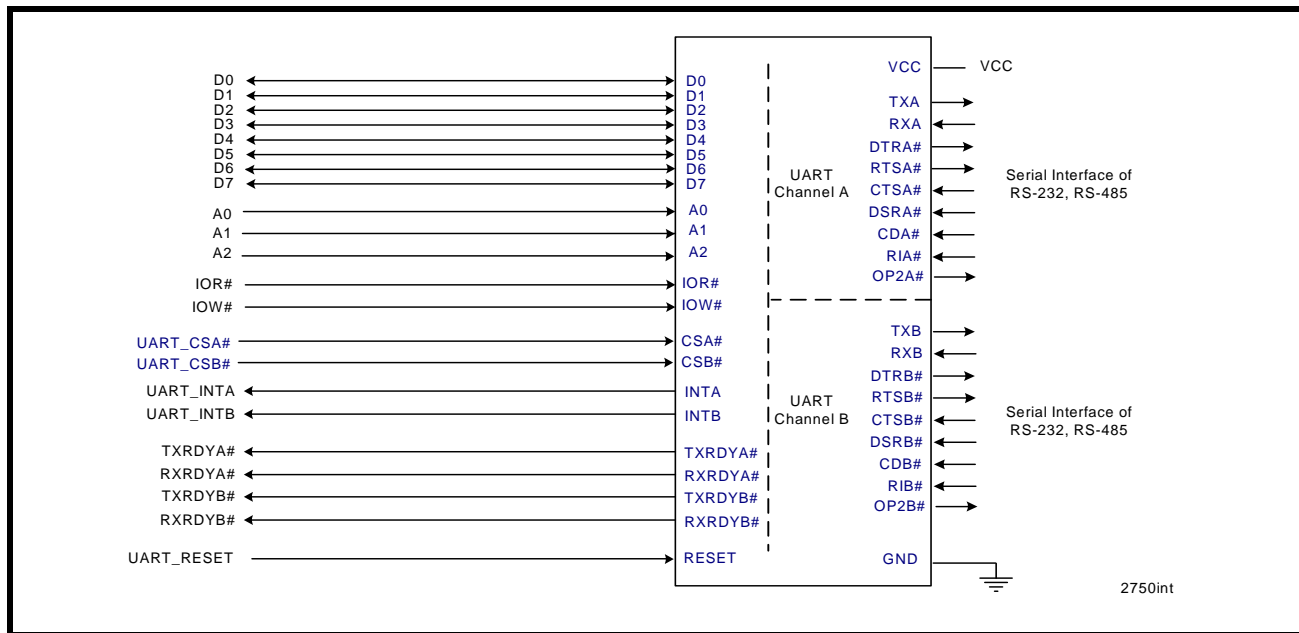 D0
D1
D2
D3
D4
D5
D6
D7
A0
A1
A2
IOR#
IOW#
UART_CSA#
UART_CSB#
UART_INTA
UART_INTB
TXRDYA#
RXRDYA#
TXRDYB#
RXRDYB#
UART_RESET
D0
D1
D2
D3
D4
D5
D6
D7
A0
A1
A2
IOR#
IOW#
CSA#
CSB#
INTA
INTB
TXRDYA#
RXRDYA#
TXRDYB#
RXRDYB#
RESET
UART
Channel A
UART
Channel B
VCC
TXA
RXA
DTRA#
RTSA#
CTSA#
DSRA#
CDA#
RIA#
OP2A#
TXB
RXB
DTRB#
RTSB#
CTSB#
DSRB#
CDB#
RIB#
OP2B#
GND
VCC
Serial Interface of
RS-232, RS-485
Serial Interface of
RS-232, RS-485
2750int